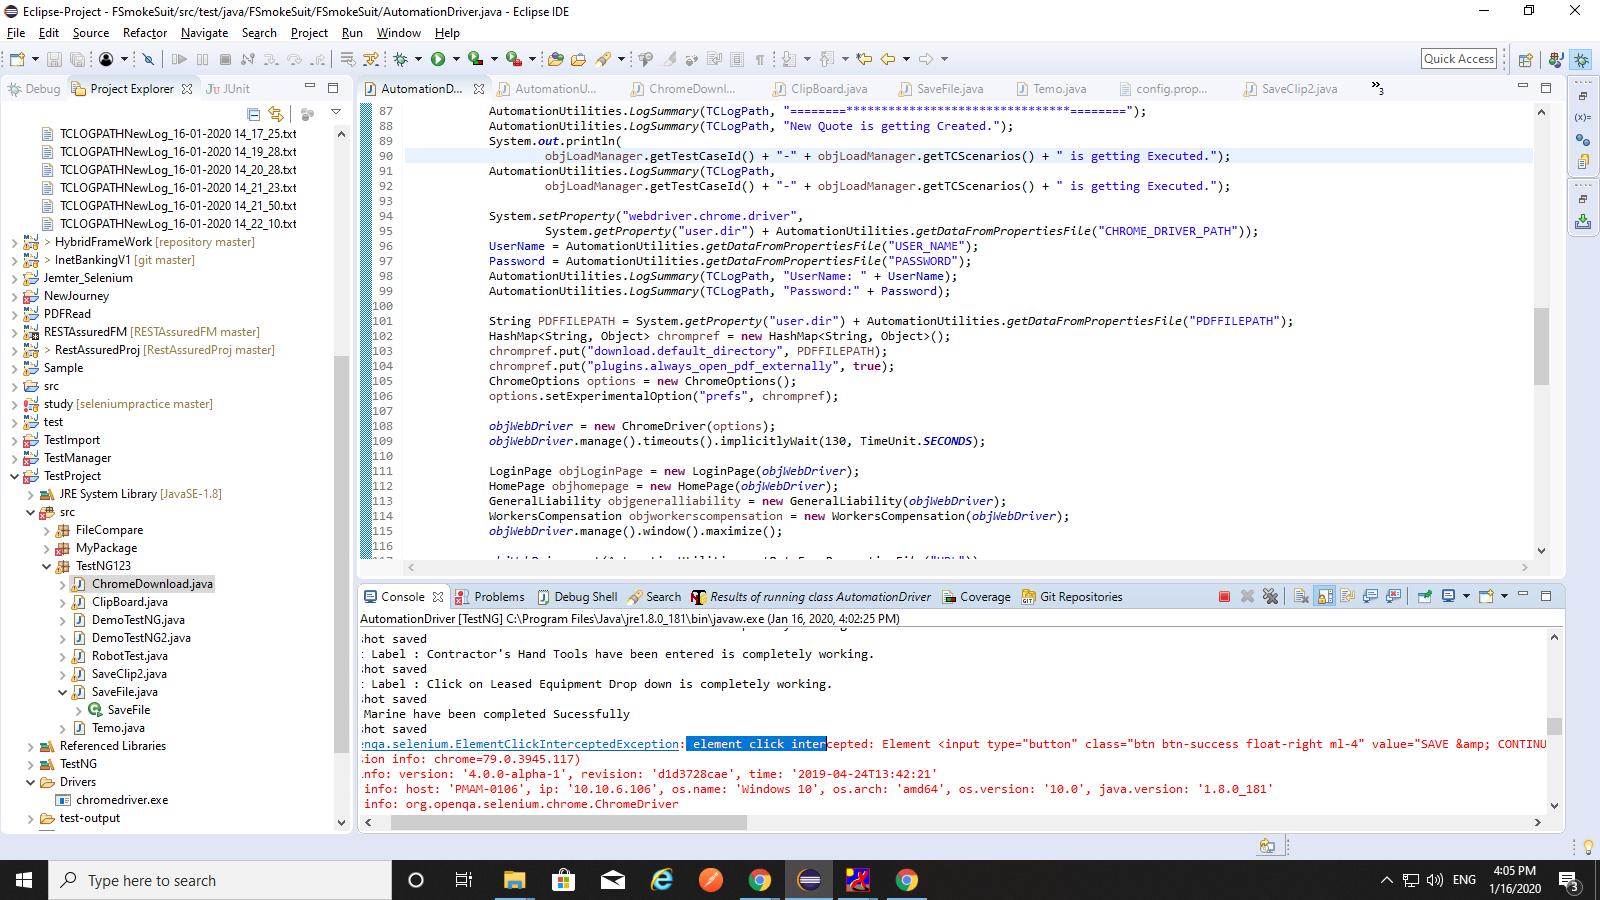 Eclipse-Project - FSmokeSuit/src/test/java/FSmokeSuit/FSmokeSuit/AutomationDriver.java - Eclipse IDE
File Edit Source Refactor Navigate Search Project Run Window Help
Quick Access
Debug Project Explorer JUnit
TCLOGPATHNewLog_16-01-2020 14_17_25.txt
TCLOGPATHNewLog_16-01-2020 14_19_28.txt
TCLOGPATHNewLog_16-01-2020 14_20_28.txt
TCLOGPATHNewLog_16-01-2020 14_21_23.txt
TCLOGPATHNewLog_16-01-2020 14_21_50.txt
TCLOGPATHNewLog_16-01-2020 14_22_10.txt
> HybridFrameWork [repository master]
> InetBankingV1 [git master]
Jemter_Selenium
NewJourney
PDFRead
RESTAssuredFM [RESTAssuredFM master]
> RestAssuredProj [RestAssuredProj master]
Sample
src
study [seleniumpractice master]
test
TestImport
TestManager
TestProject
JRE System Library [JavaSE-1.8]
src
FileCompare
MyPackage
TestNG123
ChromeDownload.java
ClipBoard.java
DemoTestNG.java
DemoTestNG2.java
RobotTest.java
SaveClip2.java
SaveFile.java
SaveFile
Temo.java
Referenced Libraries
TestNG
Drivers
chromedriver.exe
test-output
AutomationD... AutomationU... ChromeDownl... ClipBoard.java SaveFile.java Temo.java config.prop... SaveClip2.java »3
87 AutomationUtilities.LogSummary(TCLogPath, "========********************************========");
88 AutomationUtilities.LogSummary(TCLogPath, "New Quote is getting Created.");
89 System.out.println(
90 objLoadManager.getTestCaseId() + "-" + objLoadManager.getTCScenarios() + " is getting Executed.");
91 AutomationUtilities.LogSummary(TCLogPath,
92 objLoadManager.getTestCaseId() + "-" + objLoadManager.getTCScenarios() + " is getting Executed.");
93
94 System.setProperty("webdriver.chrome.driver",
95 System.getProperty("user.dir") + AutomationUtilities.getDataFromPropertiesFile("CHROME_DRIVER_PATH"));
96 UserName = AutomationUtilities.getDataFromPropertiesFile("USER_NAME");
97 Password = AutomationUtilities.getDataFromPropertiesFile("PASSWORD");
98 AutomationUtilities.LogSummary(TCLogPath, "UserName: " + UserName);
99 AutomationUtilities.LogSummary(TCLogPath, "Password:" + Password);
100
101 String PDFFILEPATH = System.getProperty("user.dir") + AutomationUtilities.getDataFromPropertiesFile("PDFFILEPATH");
102 HashMap<String, Object> chrompref = new HashMap<String, Object>();
103 chrompref.put("download.default_directory", PDFFILEPATH);
104 chrompref.put("plugins.always_open_pdf_externally", true);
105 ChromeOptions options = new ChromeOptions();
106 options.setExperimentalOption("prefs", chrompref);
107
108 objWebDriver = new ChromeDriver(options);
109 objWebDriver.manage().timeouts().implicitlyWait(130, TimeUnit.SECONDS);
110
111 LoginPage objLoginPage = new LoginPage(objWebDriver);
112 HomePage objhomepage = new HomePage(objWebDriver);
113 GeneralLiability objgeneralliability = new GeneralLiability(objWebDriver);
114 WorkersCompensation objworkerscompensation = new WorkersCompensation(objWebDriver);
115 objWebDriver.manage().window().maximize();
116
Console Problems Debug Shell Search Results of running class AutomationDriver Coverage Git Repositories
AutomationDriver [TestNG] C:\Program Files\Java\jre1.8.0_181\bin\javaw.exe (Jan 16, 2020, 4:02:25 PM)
hot saved
: Label : Contractor's Hand Tools have been entered is completely working.
hot saved
: Label : Click on Leased Equipment Drop down is completely working.
hot saved
Marine have been completed Sucessfully
hot saved
enqa.selenium.ElementClickInterceptedException: element click intercepted: Element <input type="button" class="btn btn-success float-right ml-4" value="SAVE &amp; CONTINU
sion info: chrome=79.0.3945.117)
info: version: '4.0.0-alpha-1', revision: 'd1d3728cae', time: '2019-04-24T13:42:21'
info: host: 'PMAM-0106', ip: '10.10.6.106', os.name: 'Windows 10', os.arch: 'amd64', os.version: '10.0', java.version: '1.8.0_181'
info: org.openqa.selenium.chrome.ChromeDriver
Type here to search
ENG
4:05 PM
1/16/2020
3